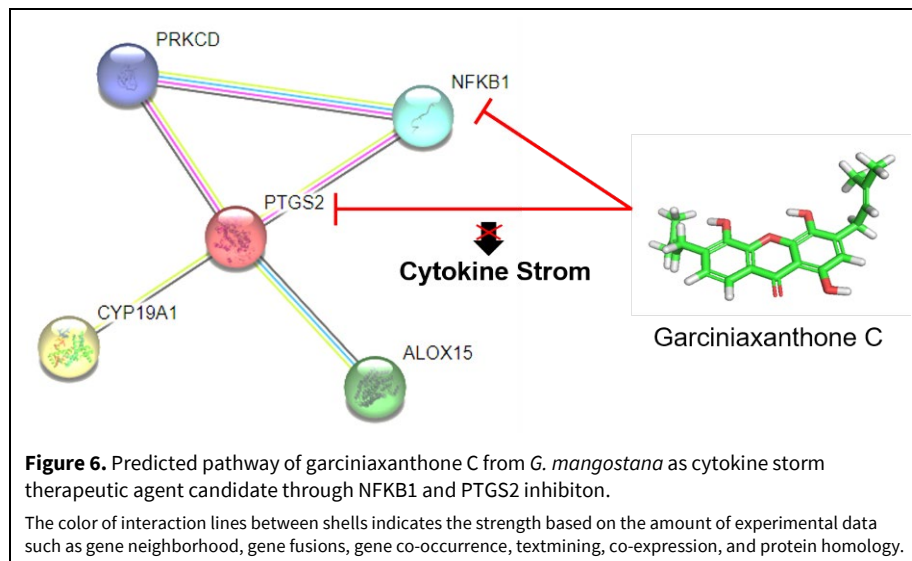 PRKCD
NFKB1
PTGS2
Cytokine Strom
CYP19A1
ALOX15
HO
HO
O
O
O
H
Garciniaxanthone C
Figure 6. Predicted pathway of garciniaxanthone C from G. mangostana as cytokine storm
therapeutic agent candidate through NFKB1 and PTGS2 inhibiton.
The color of interaction lines between shells indicates the strength based on the amount of experimental data
such as gene neighborhood, gene fusions, gene co-occurrence, textmining, co-expression, and protein homology.